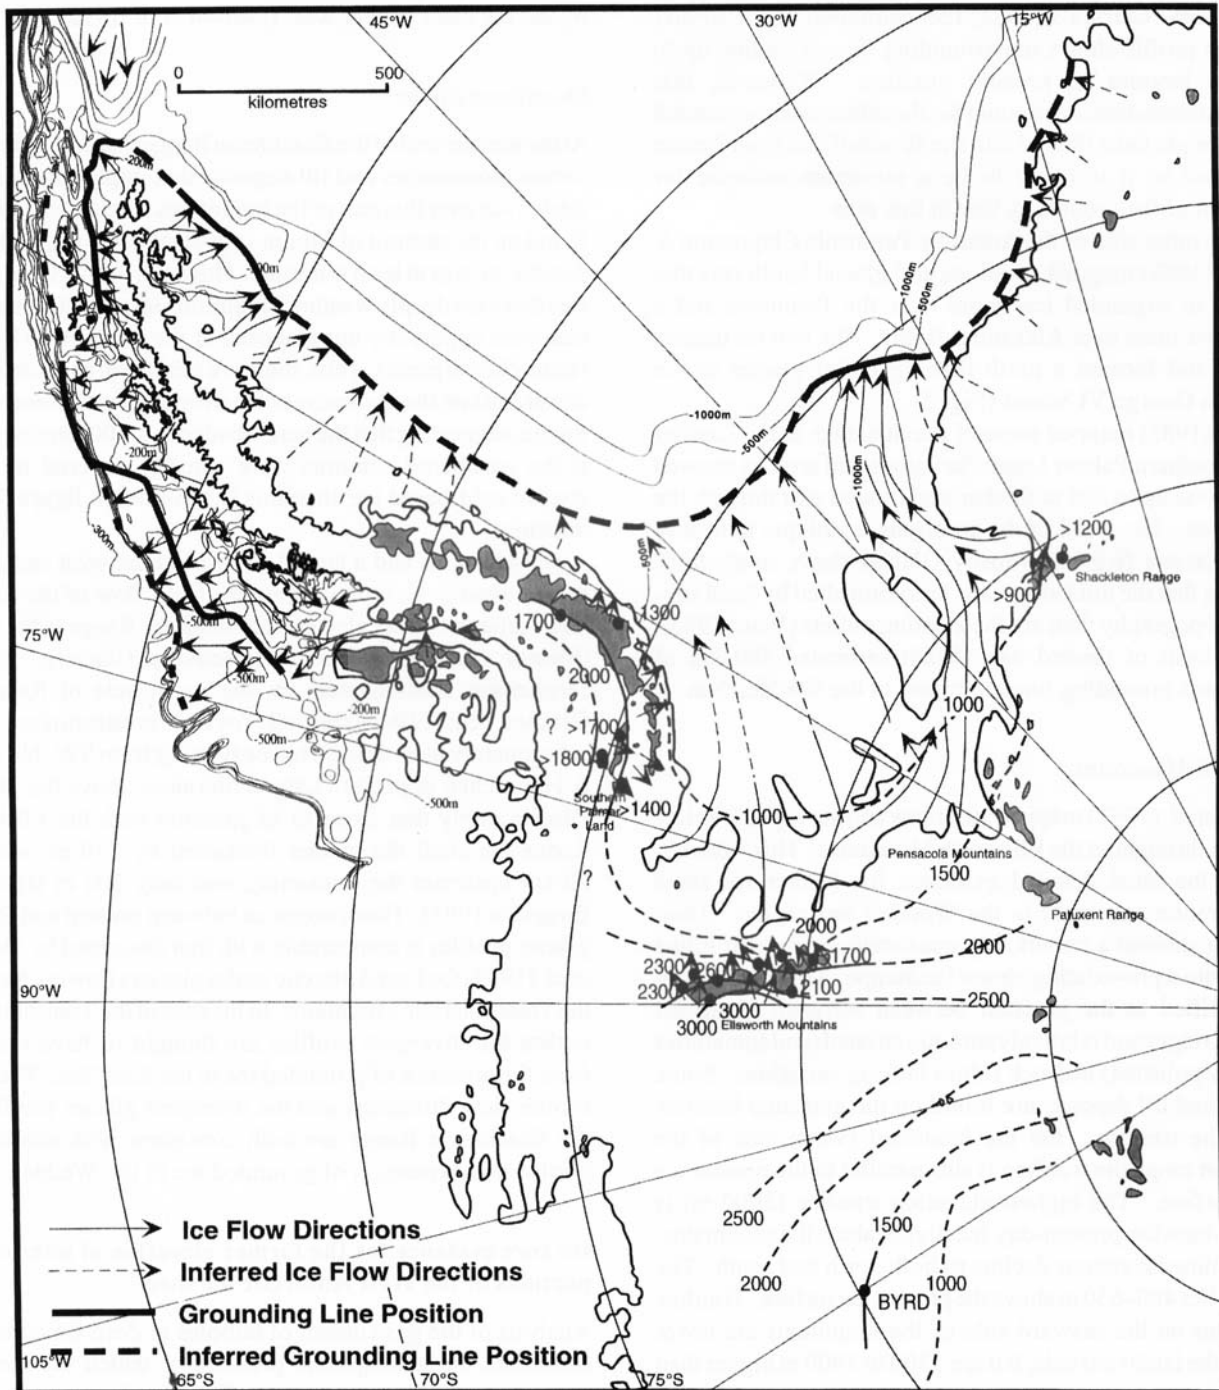 45°W
30°W
15°W
0
500
kilometres
-200m
-200m
-1000m
-500m
-1000m
-500m
-1000m
-200m
-300m
-500m
>1200
Shackleton Range
>900
1300
1700
75°W
-500m
-500m
2000
-200m
-500m
? >1700
>1800
1000
-500m
Southern
Palmer
Land
>1400
1000
Pensacola Mountains
1500
?
Patuxent Range
2000
1700
2000
2300
2600
2300
2100
90°W
2500
3000
3000
Ellsworth Mountains
2500
1500
2000
1000
BYRD
Ice Flow Directions
Inferred Ice Flow Directions
Grounding Line Position
Inferred Grounding Line Position
105°W
65°S
70°S
75°S